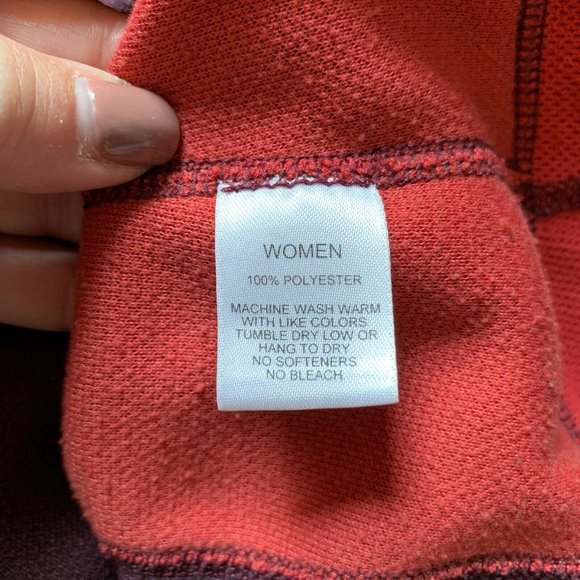 WOMEN
100% POLYESTER
MACHINE WASH WARM
WITH LIKE COLORS
TUMBLE DRY LOW OR
HANG TO DRY
NO SOFTENERS
NO BLEACH